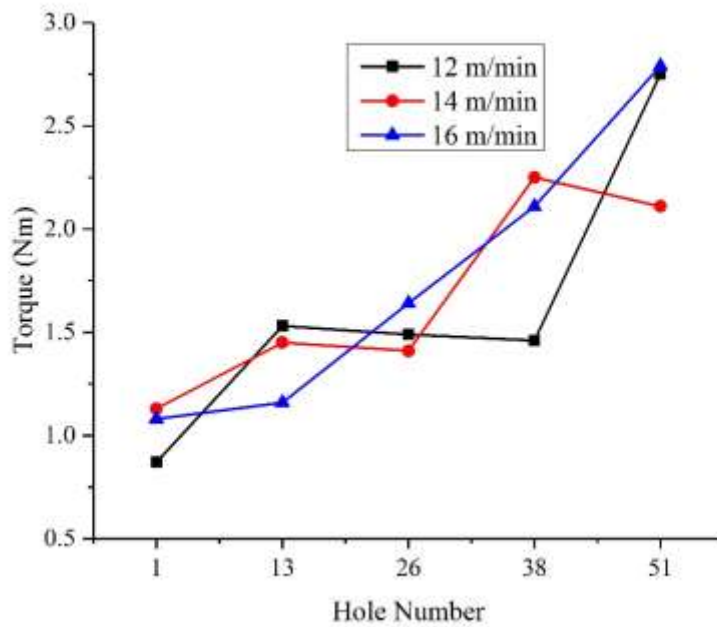 3.0
2.5
2.0
1.5
1.0
0.5
Torque (Nm)
12 m/min
14 m/min
16 m/min
1 13 26 38 51
Hole Number